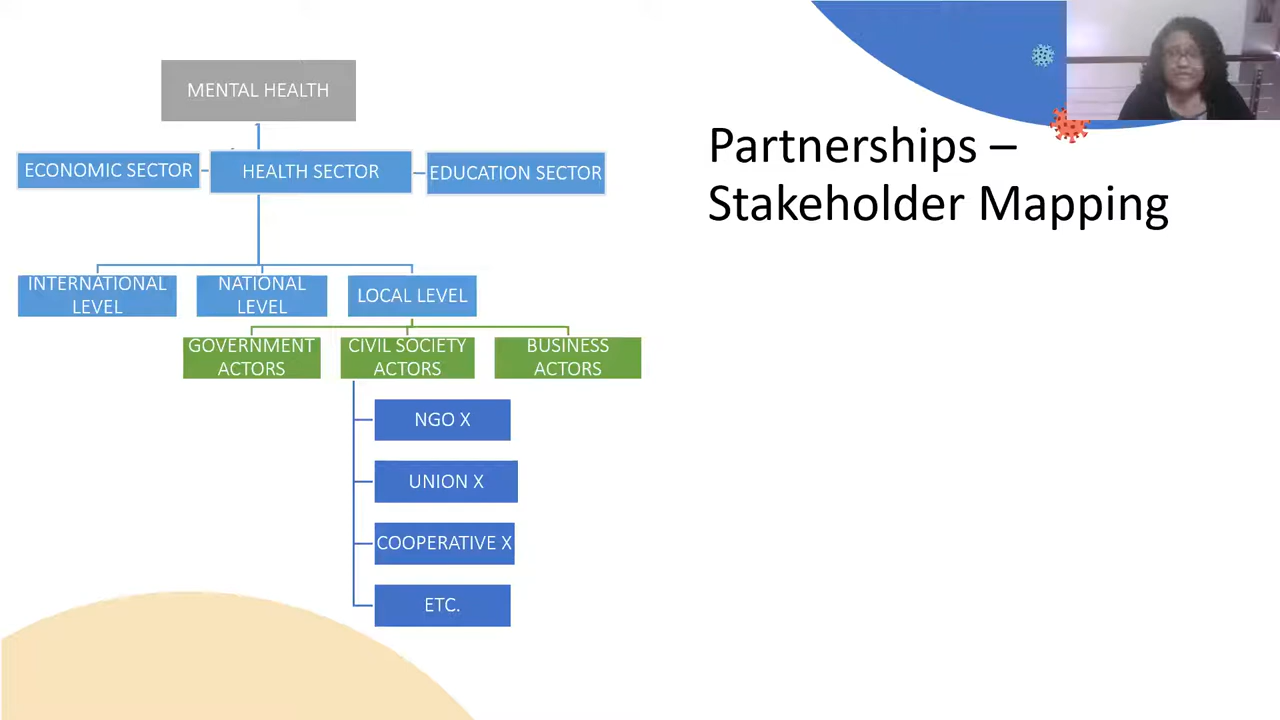 MENTAL HEALTH
ECONOMIC SECTOR
HEALTH SECTOR
EDUCATION SECTOR
INTERNATIONAL
LEVEL
NATIONAL
LEVEL
LOCAL LEVEL
GOVERNMENT
ACTORS
CIVIL SOCIETY
ACTORS
BUSINESS
ACTORS
NGO X
UNION X
COOPERATIVE X
ETC.
Partnerships –
Stakeholder Mapping